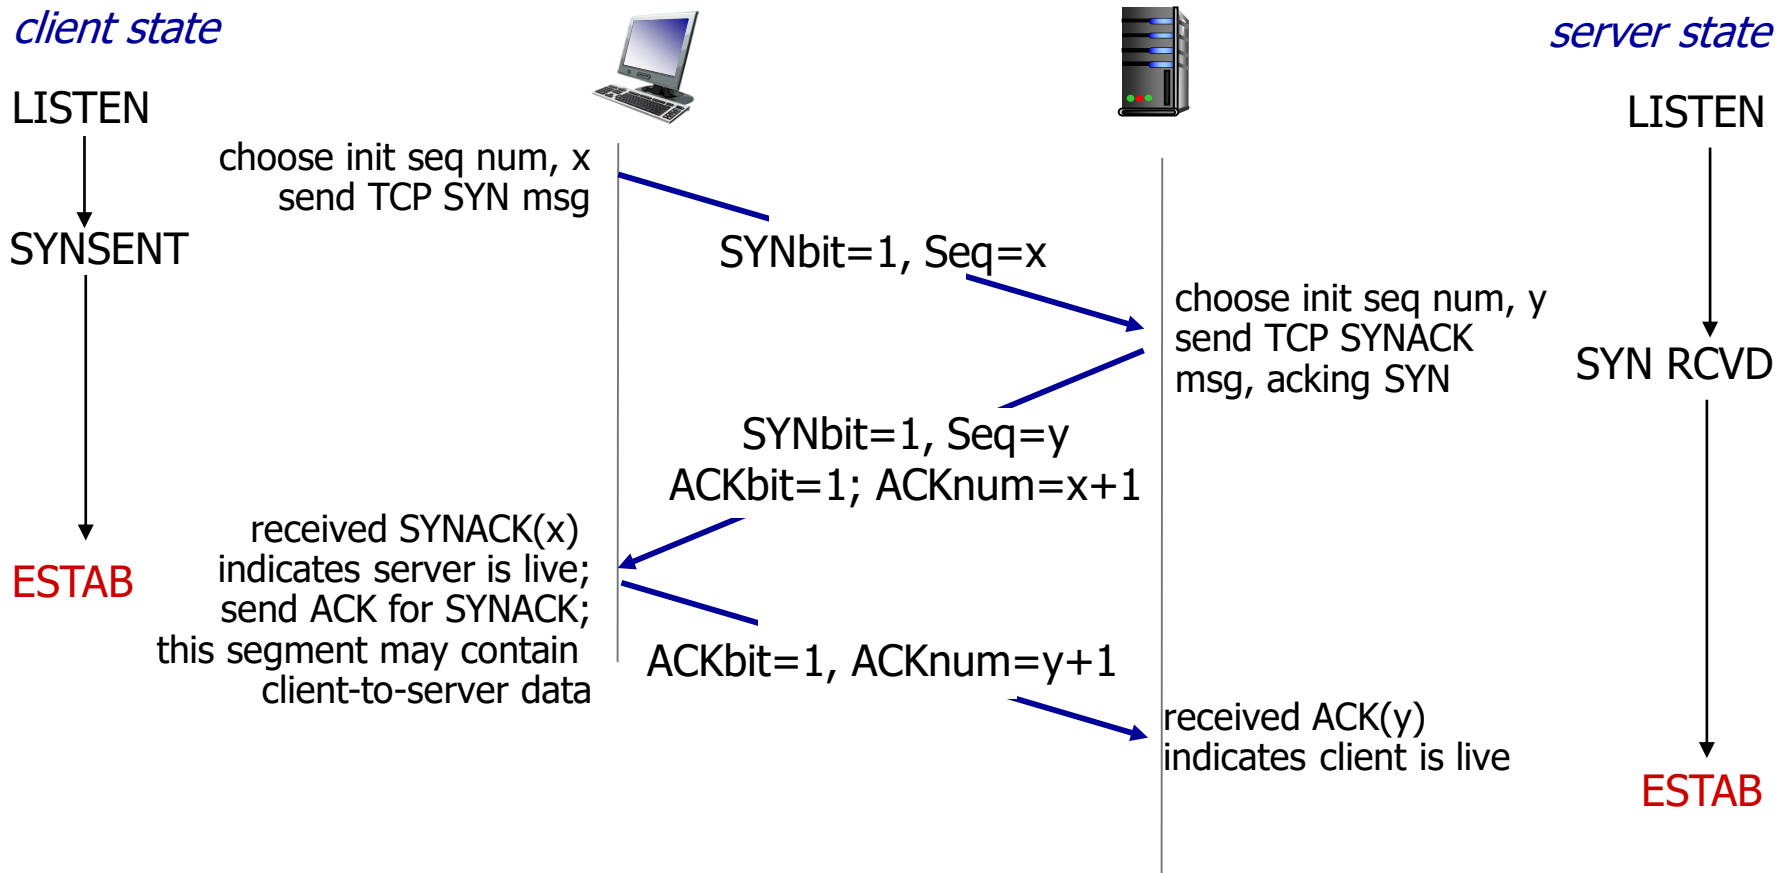 client state
server state
LISTEN
LISTEN
choose init seq num, x
send TCP SYN msg
SYNSENT
SYNbit=1, Seq=x
choose init seq num, y
send TCP SYNACK
msg, acking SYN
SYN RCVD
SYNbit=1, Seq=y
ACKbit=1; ACKnum=x+1
received SYNACK(x)
indicates server is live;
send ACK for SYNACK;
this segment may contain
client-to-server data
ESTAB
ACKbit=1, ACKnum=y+1
received ACK(y)
indicates client is live
ESTAB